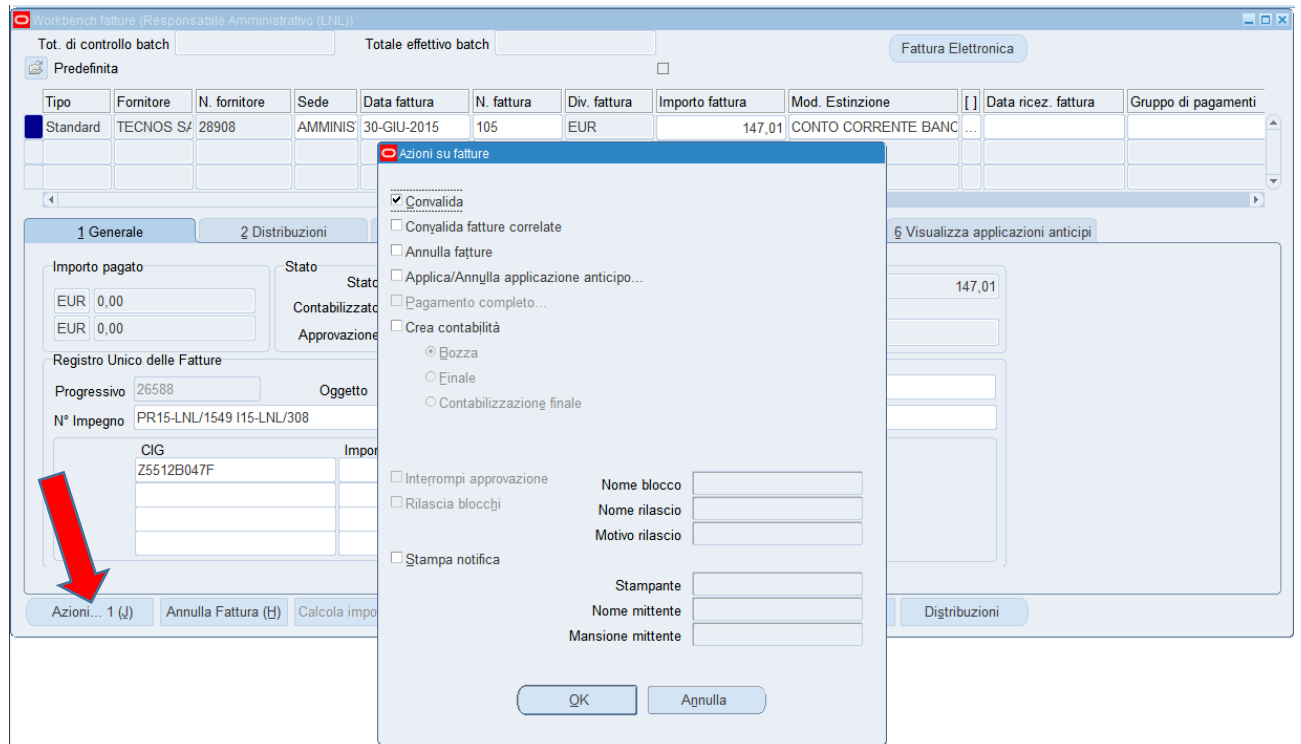 Workbench fatture (Responsabile Amministrativo (LNL))
Tot. di controllo batch Totale effettivo batch Fattura Elettronica
Predefinita
Tipo Fornitore N. fornitore Sede Data fattura N. fattura Div. fattura Importo fattura Mod. Estinzione [ ] Data ricez. fattura Gruppo di pagamenti
Standard TECNOS SA 28908 AMMINIS 30-GIU-2015 105 EUR 147,01 CONTO CORRENTE BANC ...
Azioni su fatture
Convalida
Convalida fatture correlate
Annulla fatture
Applica/Annulla applicazione anticipo...
Pagamento completo...
Crea contabilità
Bozza
Finale
Contabilizzazione finale
Interrompi approvazione Nome blocco
Rilascia blocchi Nome rilascio
Motivo rilascio
Stampa notifica
Stampante
Nome mittente
Mansione mittente
OK Annulla
1 Generale 2 Distribuzioni 6 Visualizza applicazioni anticipi
Importo pagato Stato
Stato 147,01
EUR 0,00 Contabilizzato
EUR 0,00 Approvazione
Registro Unico delle Fatture
Progressivo 26588 Oggetto
N° Impegno PR15-LNL/1549 I15-LNL/308
CIG Impor
Z5512B047F
Azioni... 1 (J) Annulla Fattura (H) Calcola impo Distribuzioni